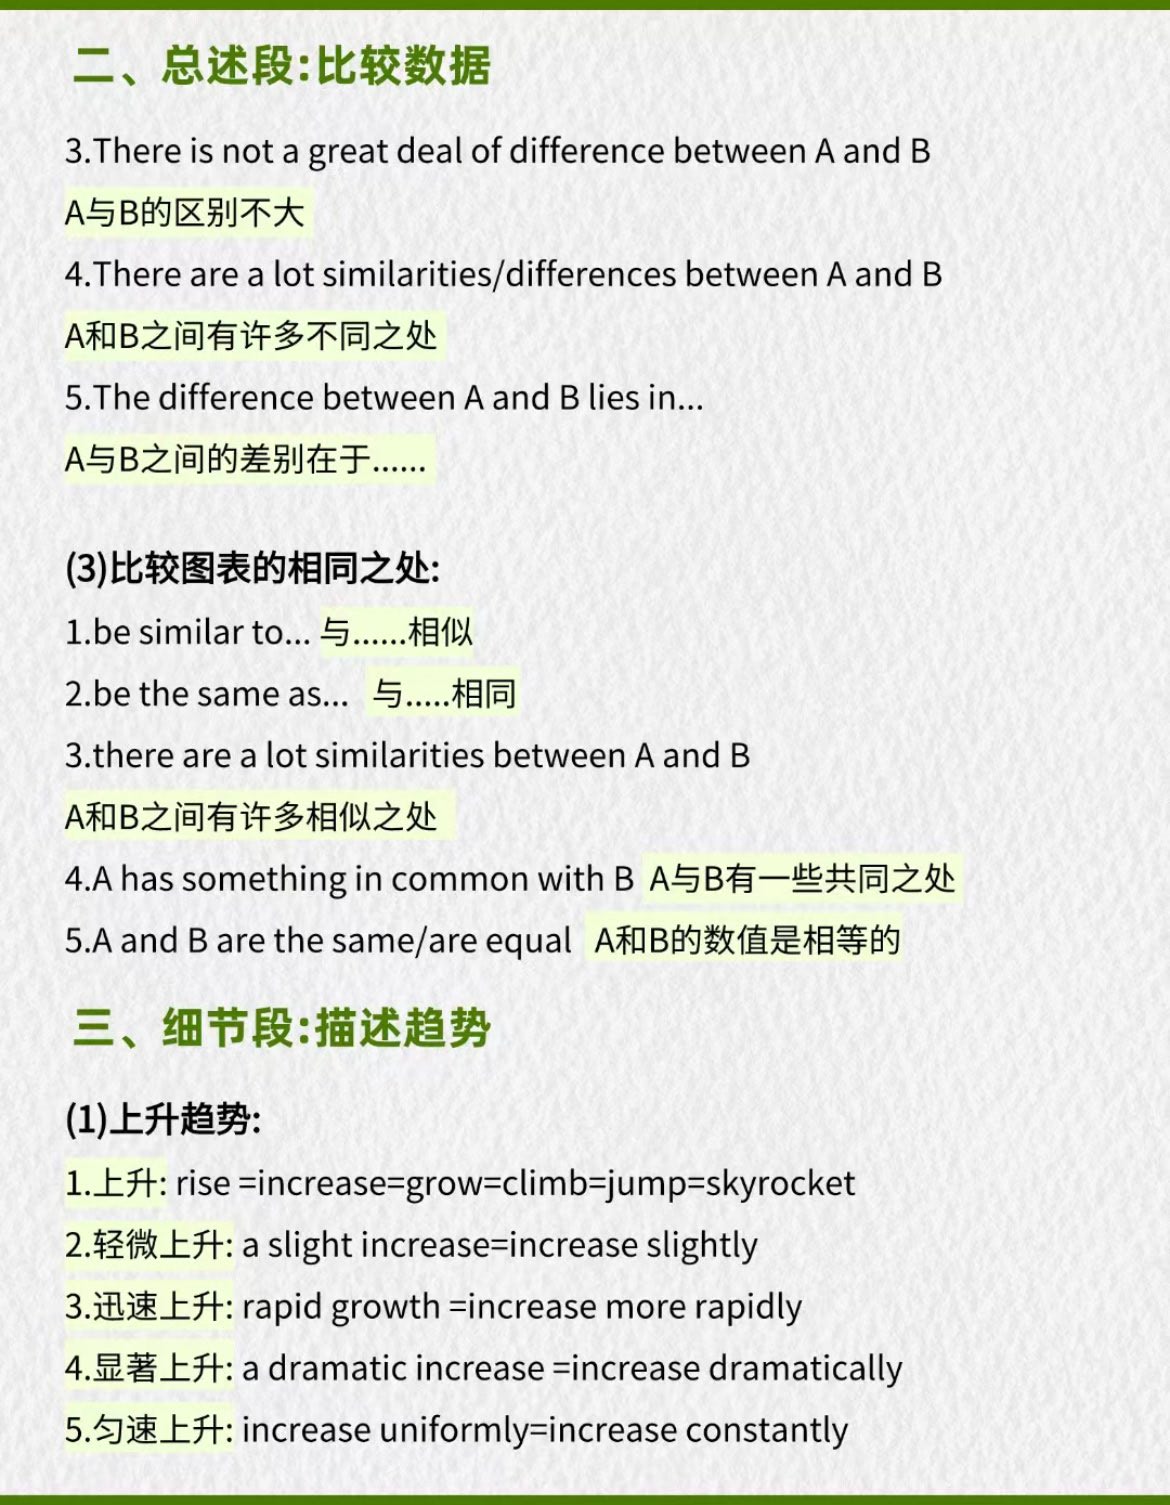 二、总述段:比较数据
3.There is not a great deal of difference between A and B
A与B的区别不大
4.There are a lot similarities/differences between A and B
A和B之间有许多不同之处
5.The difference between A and B lies in...
A与B之间的差别在于......
(3)比较图表的相同之处:
1.be similar to... 与......相似
2.be the same as... 与.....相同
3.there are a lot similarities between A and B
A和B之间有许多相似之处
4.A has something in common with B A与B有一些共同之处
5.A and B are the same/are equal A和B的数值是相等的
三、细节段:描述趋势
(1)上升趋势:
1.上升: rise =increase=grow=climb=jump=skyrocket
2.轻微上升: a slight increase=increase slightly
3.迅速上升: rapid growth =increase more rapidly
4.显著上升: a dramatic increase =increase dramatically
5.匀速上升: increase uniformly=increase constantly